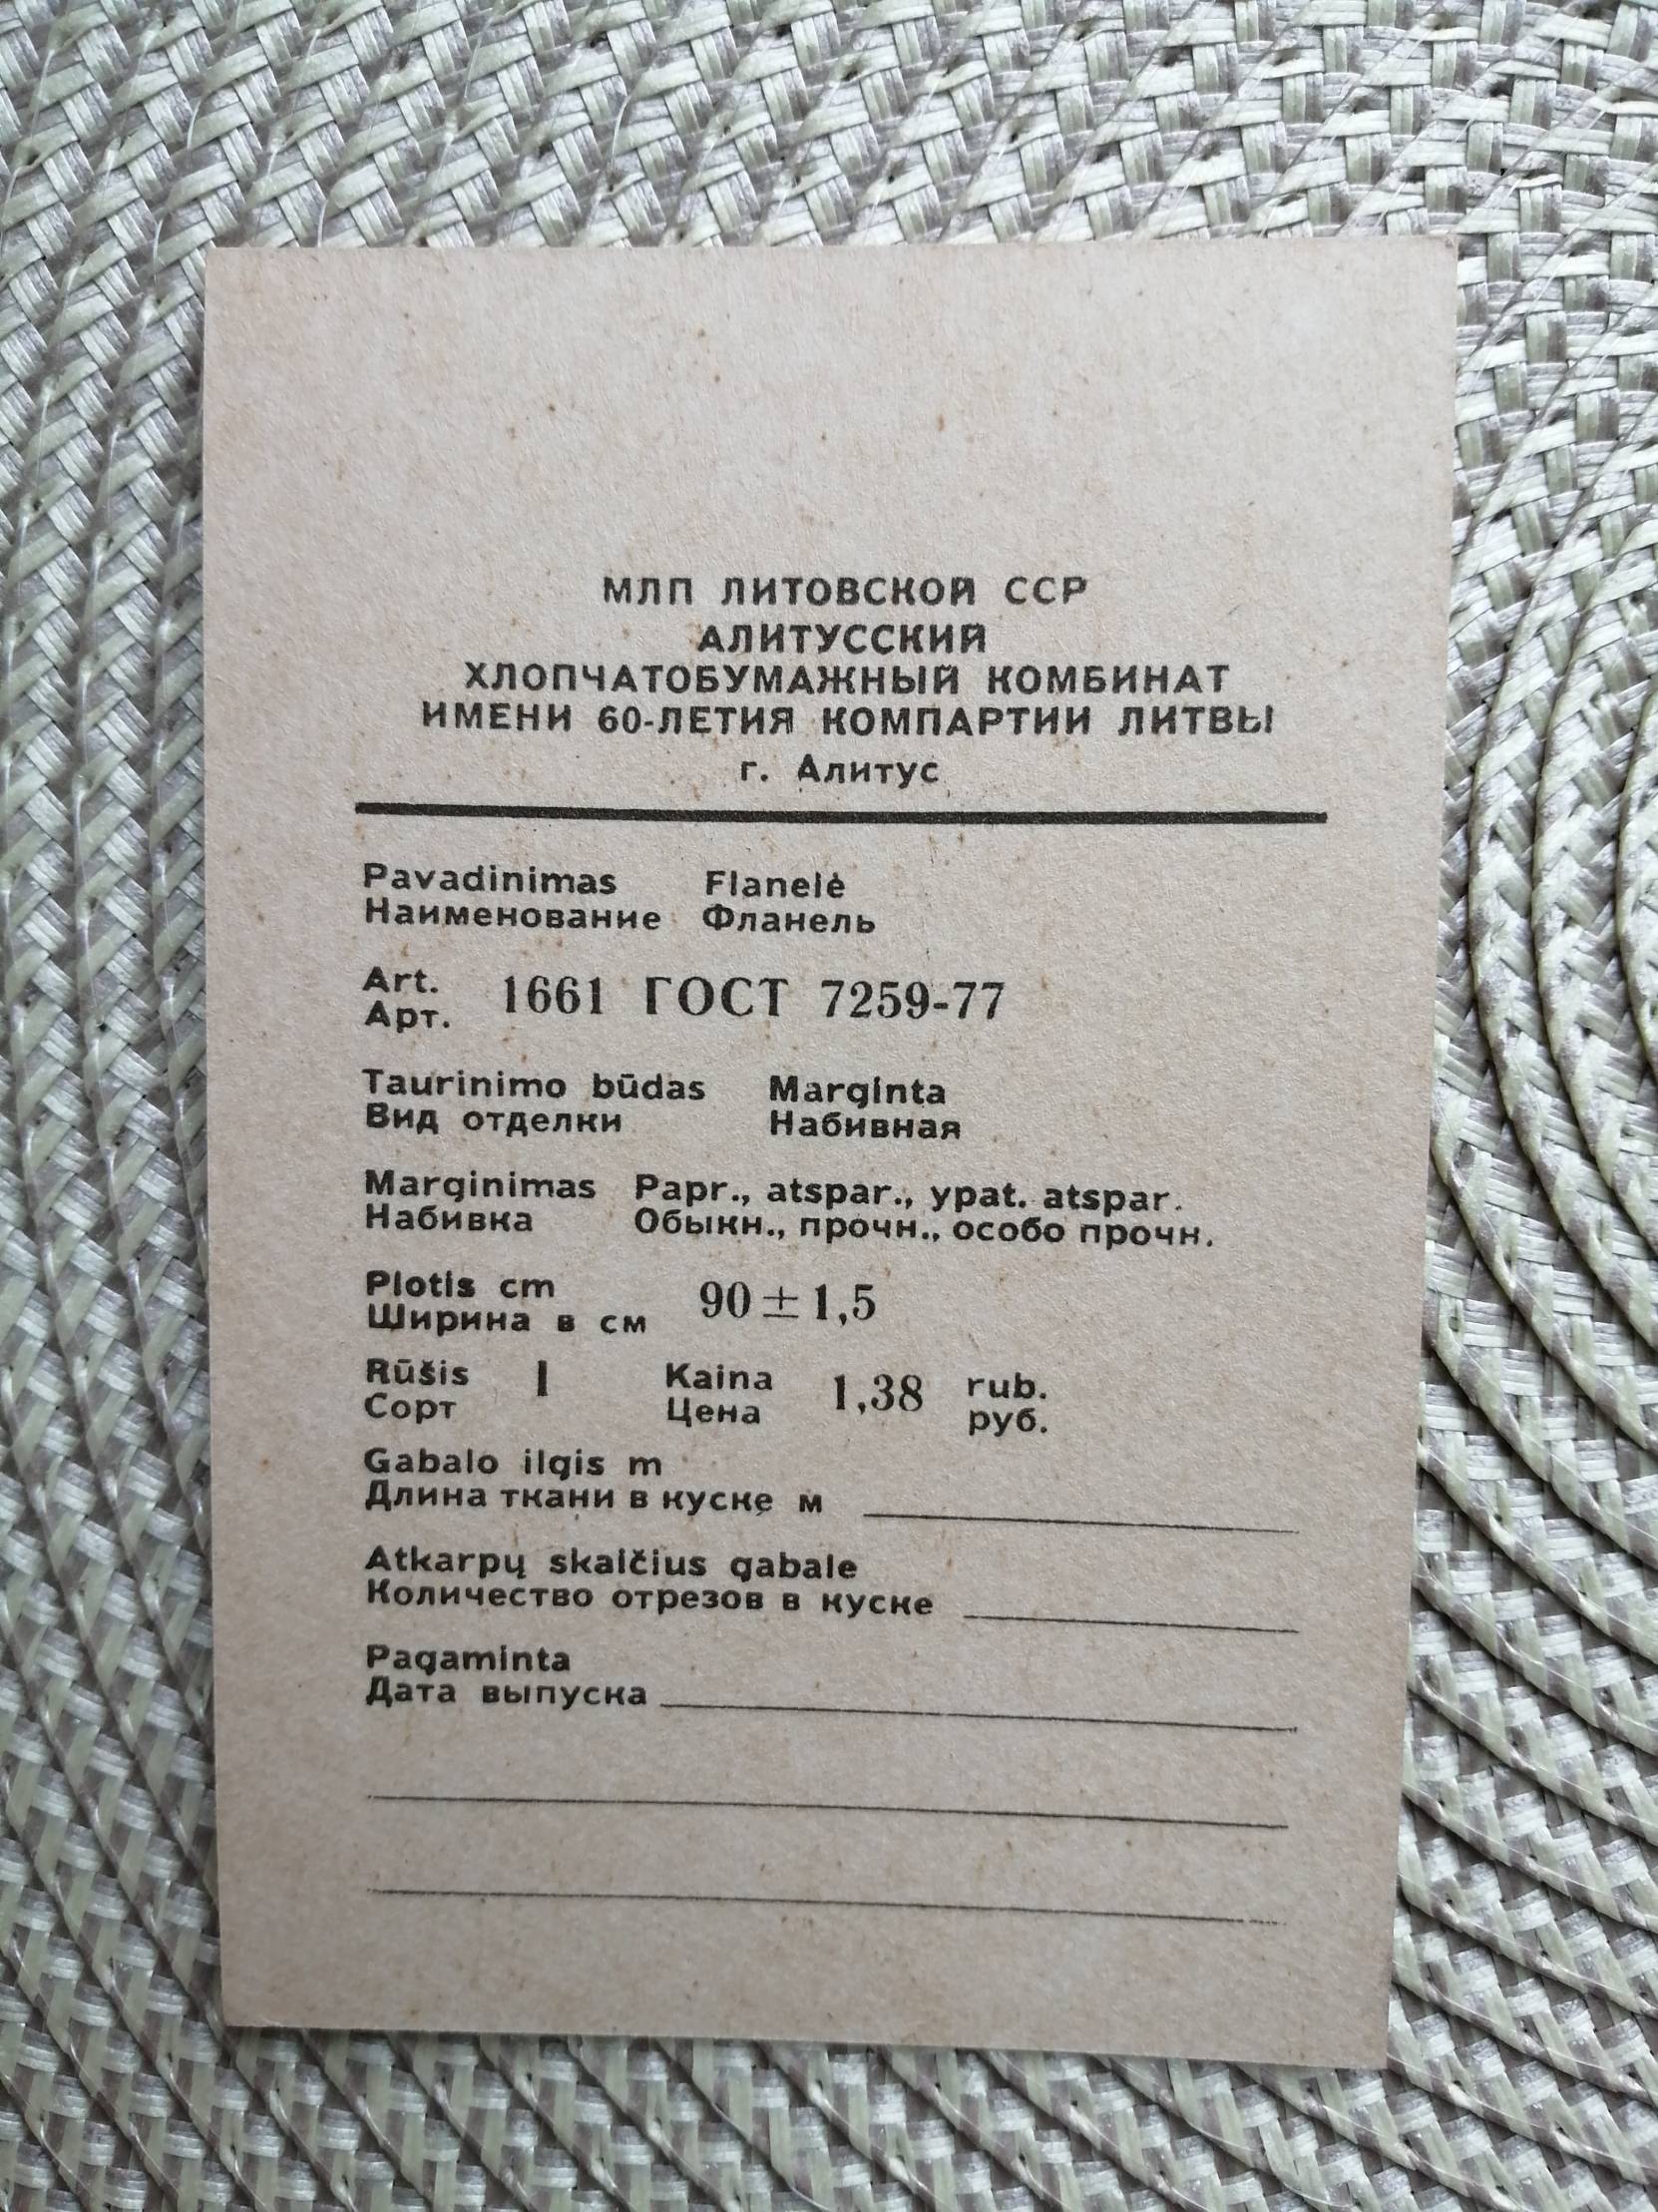 МЛП ЛИТОВСКОЙ ССР
АЛИТУССКИЙ
ХЛОПЧАТОБУМАЖНЫЙ КОМБИНАТ
ИМЕНИ 60-ЛЕТИЯ КОМПАРТИИ ЛИТВЫ
г. Алитус
Pavadinimas Flanelė
Наименование Фланель
Art. 1661 ГОСТ 7259-77
Арт.
Taurinimo būdas Marginta
Вид отделки Набивная
Marginimas Papr., atspar., ypat. atspar.
Набивка Обыкн., прочн., особо прочн.
Plotis cm 90±1,5
Ширина в см
Rūšis I Kaina 1,38 rub.
Сорт Цена руб.
Gabalo ilgis m
Длина ткани в куске м
Atkarpų skaičius gabale
Количество отрезов в куске
Pagaminta
Дата выпуска